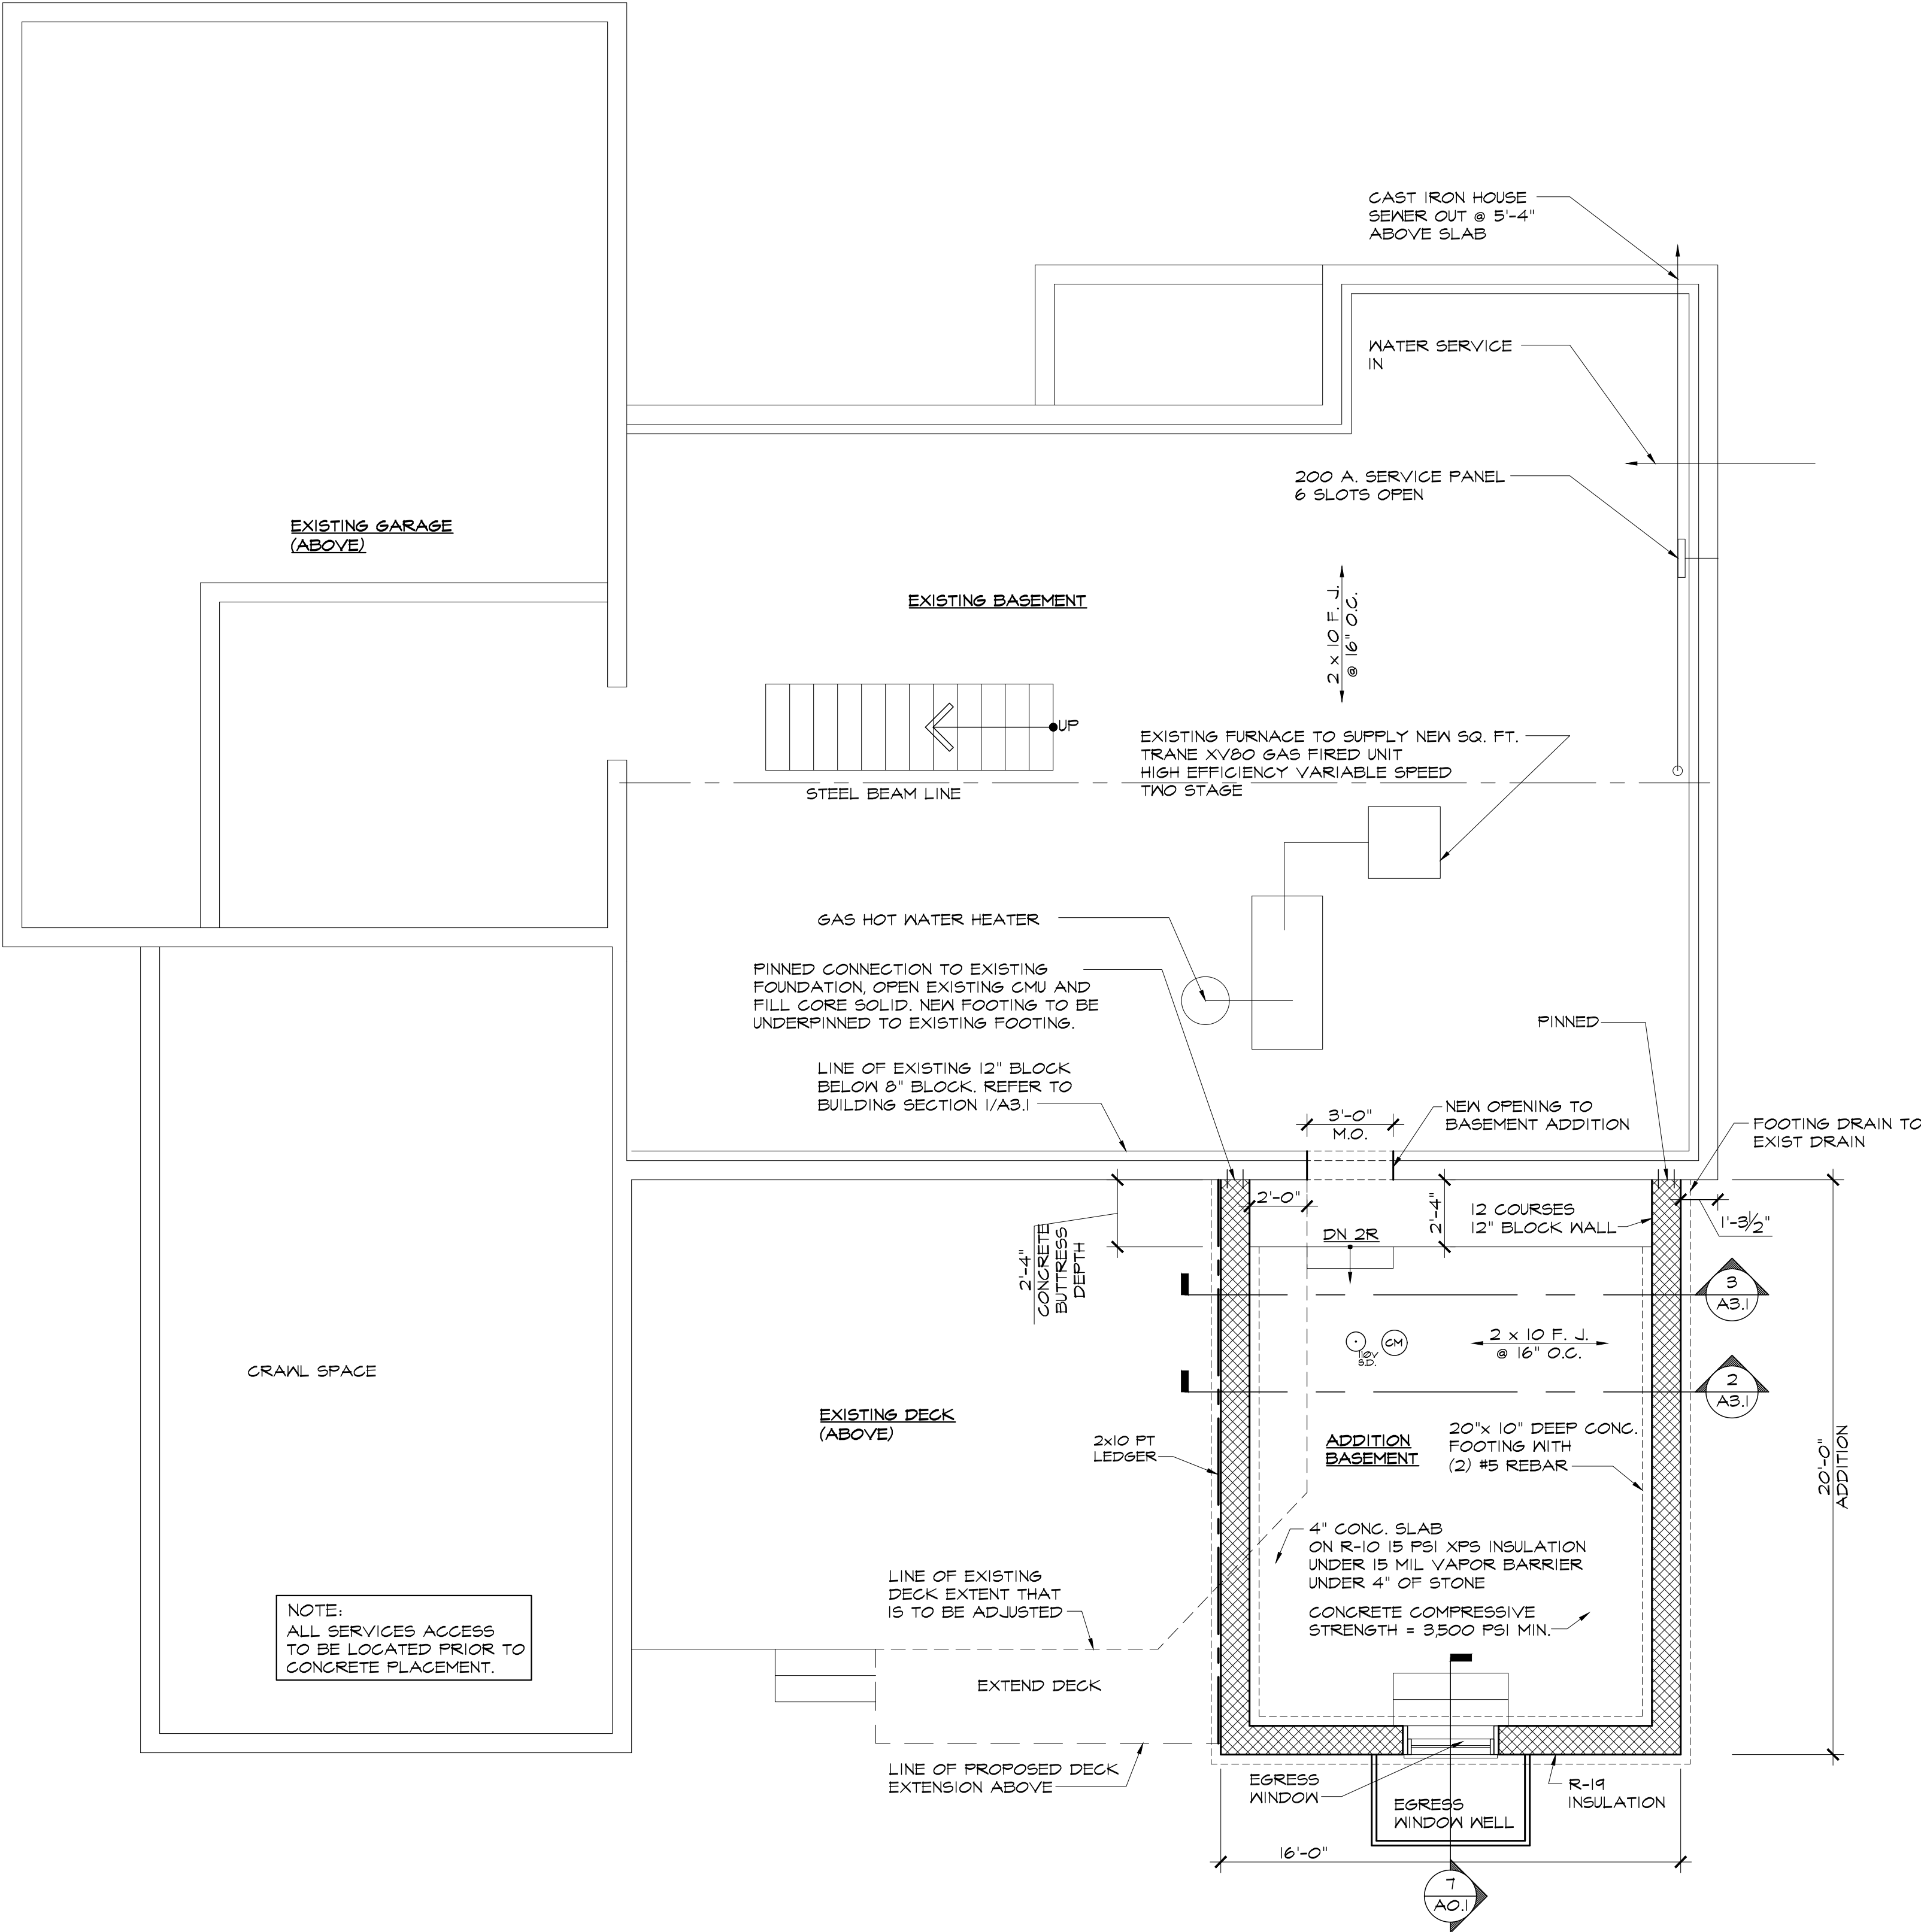 CAST IRON HOUSE
SEWER OUT @ 5'-4"
ABOVE SLAB
WATER SERVICE
IN
200 A. SERVICE PANEL
6 SLOTS OPEN
EXISTING GARAGE
(ABOVE)
EXISTING BASEMENT
2 x 10 F. J.
@ 16" O.C.
UP
EXISTING FURNACE TO SUPPLY NEW SQ. FT.
TRANE XV80 GAS FIRED UNIT
HIGH EFFICIENCY VARIABLE SPEED
TWO STAGE
STEEL BEAM LINE
GAS HOT WATER HEATER
PINNED CONNECTION TO EXISTING
FOUNDATION, OPEN EXISTING CMU AND
FILL CORE SOLID. NEW FOOTING TO BE
UNDERPINNED TO EXISTING FOOTING.
PINNED
LINE OF EXISTING 12" BLOCK
BELOW 8" BLOCK. REFER TO
BUILDING SECTION 1/A3.1
3'-0"
M.O.
NEW OPENING TO
BASEMENT ADDITION
FOOTING DRAIN TO
EXIST DRAIN
2'-0"
2'-4"
12 COURSES
12" BLOCK WALL
1'-3½"
DN 2R
2'-4"
CONCRETE
BUTTRESS
DEPTH
3
A3.1
110V
S.D.
CM
2 x 10 F. J.
@ 16" O.C.
CRAWL SPACE
2
A3.1
EXISTING DECK
(ABOVE)
2x10 PT
LEDGER
ADDITION
BASEMENT
20"x 10" DEEP CONC.
FOOTING WITH
(2) #5 REBAR
20'-0"
ADDITION
4" CONC. SLAB
ON R-10 15 PSI XPS INSULATION
UNDER 15 MIL VAPOR BARRIER
UNDER 4" OF STONE
LINE OF EXISTING
DECK EXTENT THAT
IS TO BE ADJUSTED
CONCRETE COMPRESSIVE
STRENGTH = 3,500 PSI MIN.
NOTE:
ALL SERVICES ACCESS
TO BE LOCATED PRIOR TO
CONCRETE PLACEMENT.
EXTEND DECK
LINE OF PROPOSED DECK
EXTENSION ABOVE
EGRESS
WINDOW
EGRESS
WINDOW WELL
R-19
INSULATION
16'-0"
7
A0.1